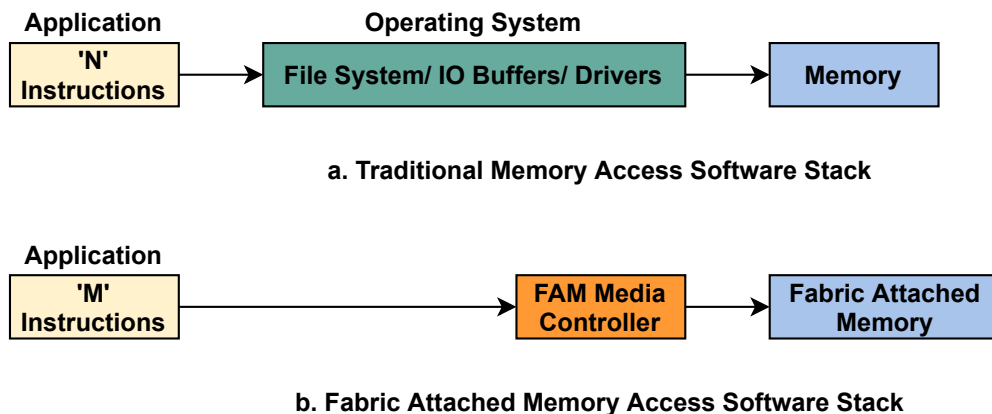 Application
Operating System
'N'
Instructions
File System/ IO Buffers/ Drivers
Memory
a. Traditional Memory Access Software Stack
Application
'M'
Instructions
FAM Media
Controller
Fabric Attached
Memory
b. Fabric Attached Memory Access Software Stack